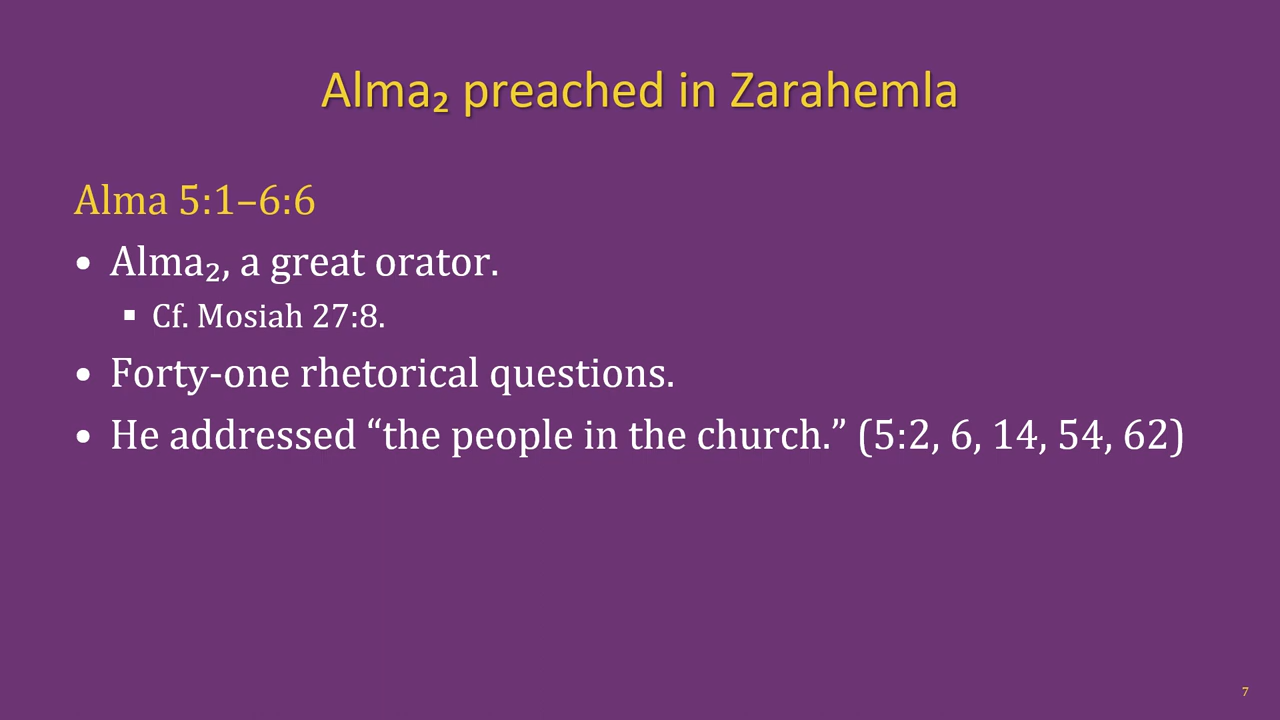 Alma₂ preached in Zarahemla
Alma 5:1–6:6
• Alma₂, a great orator.
▪ Cf. Mosiah 27:8.
• Forty-one rhetorical questions.
• He addressed “the people in the church.” (5:2, 6, 14, 54, 62)
7